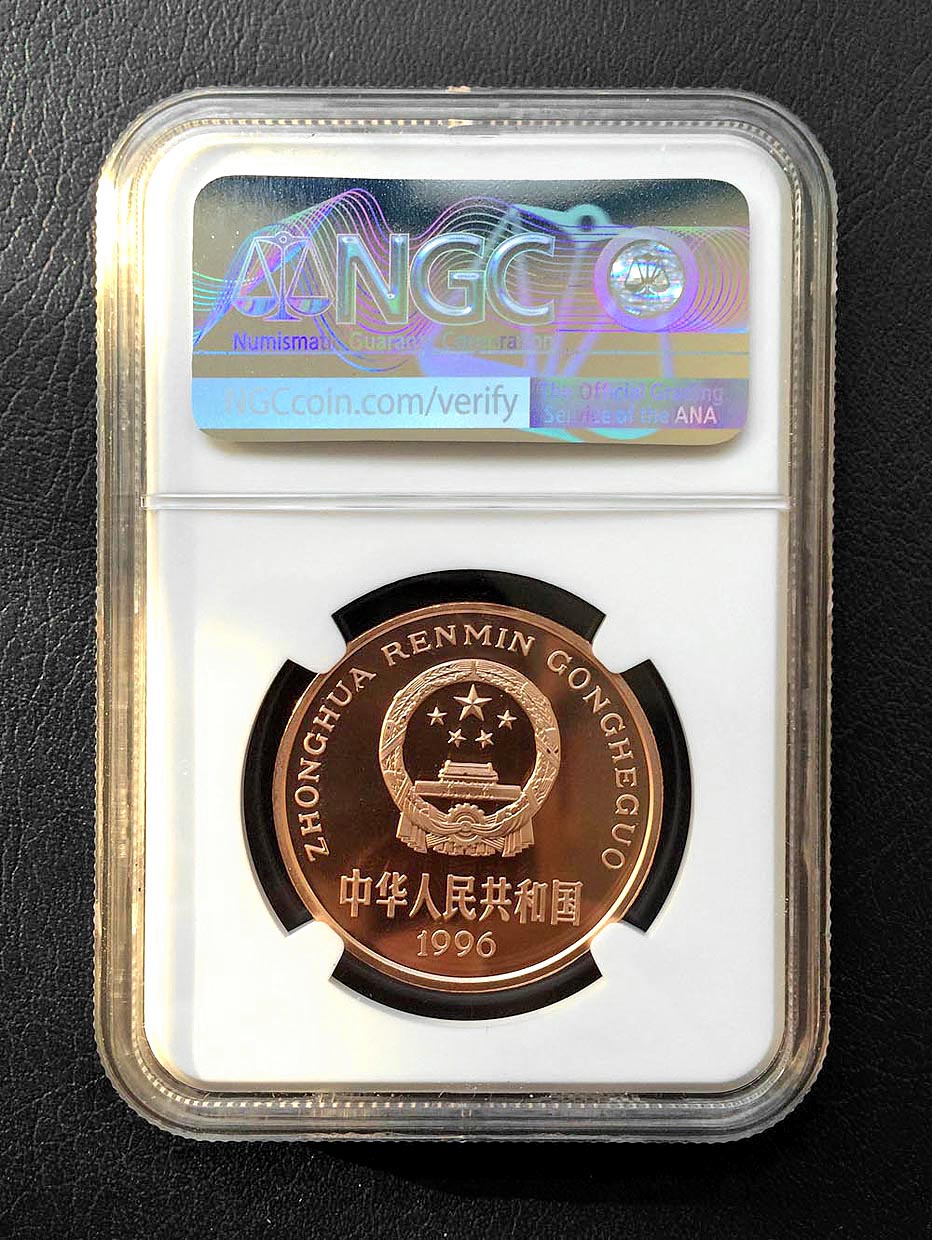 NGC
Numismatic Guaranty Corporation
NGCcoin.com/verify
The Official Grading
Service of the ANA
ZHONGHUA RENMIN GONGHEGUO
中华人民共和国
1996